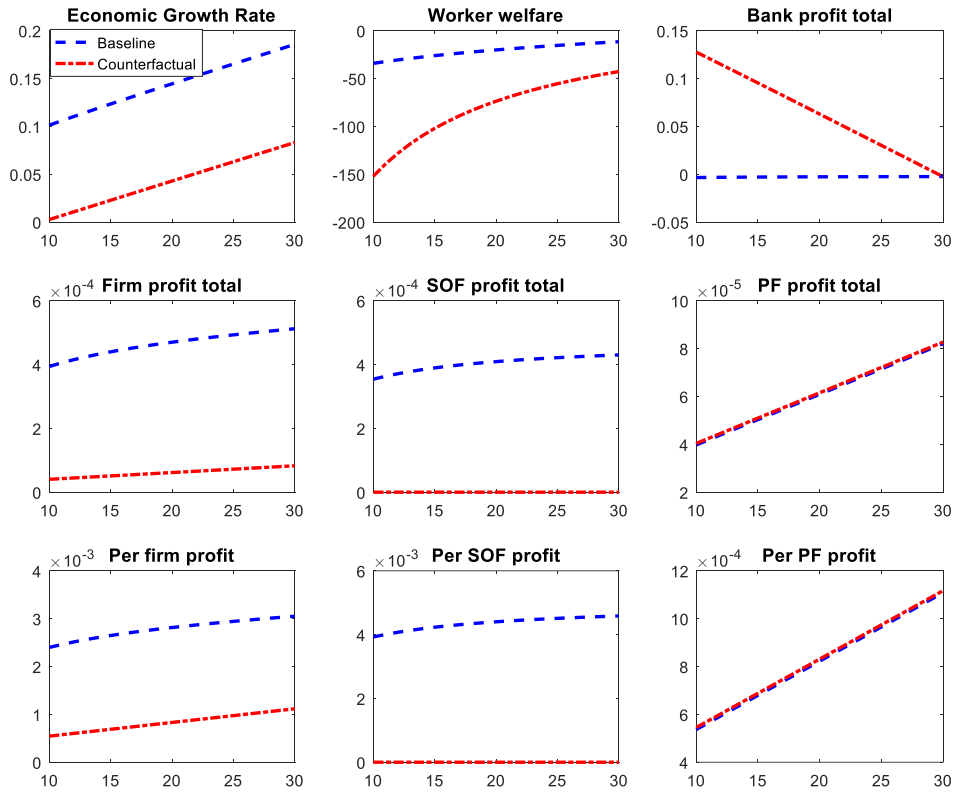 Economic Growth Rate
0.2
0.15
0.1
0.05
0
10 15 20 25 30
Baseline
Counterfactual
Worker welfare
0
-50
-100
-150
-200
10 15 20 25 30
Bank profit total
0.15
0.1
0.05
0
-0.05
10 15 20 25 30
Firm profit total
×10-4
6
4
2
0
10 15 20 25 30
SOF profit total
×10-4
6
4
2
0
10 15 20 25 30
PF profit total
×10-5
10
8
6
4
2
10 15 20 25 30
Per firm profit
×10-3
4
3
2
1
0
10 15 20 25 30
Per SOF profit
×10-3
6
4
2
0
10 15 20 25 30
Per PF profit
×10-4
12
10
8
6
4
10 15 20 25 30